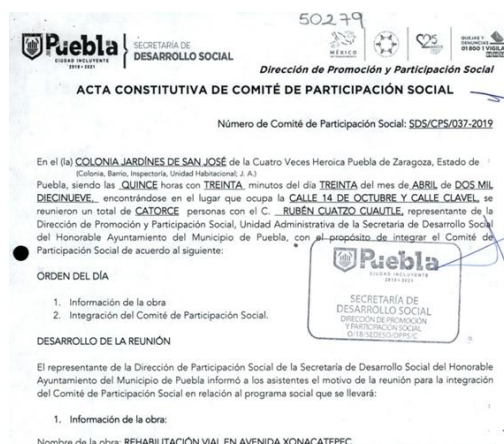 50279
Puebla
CIUDAD INCLUYENTE
2018 - 2021
SECRETARÍA DE
DESARROLLO SOCIAL
MÉXICO
25
QUEJAS Y
DENUNCIAS
01 800 1 VIGILA
Dirección de Promoción y Participación Social
ACTA CONSTITUTIVA DE COMITÉ DE PARTICIPACIÓN SOCIAL
Número de Comité de Participación Social: SDS/CPS/037-2019
En el (la) COLONIA JARDÍNES DE SAN JOSÉ de la Cuatro Veces Heroica Puebla de Zaragoza, Estado de
(Colonia, Barrio, Inspectoría, Unidad Habitacional; J. A.)
Puebla, siendo las QUINCE horas con TREINTA minutos del día TREINTA del mes de ABRIL de DOS MIL
DIECINUEVE, encontrándose en el lugar que ocupa la CALLE 14 DE OCTUBRE Y CALLE CLAVEL, se
reunieron un total de CATORCE personas con el C. RUBÉN CUATZO CUAUTLE, representante de la
Dirección de Promoción y Participación Social, Unidad Administrativa de la Secretaria de Desarrollo Social
del Honorable Ayuntamiento del Municipio de Puebla, con el propósito de integrar el Comité de
Participación Social de acuerdo al siguiente:
Puebla
CIUDAD INCLUYENTE
2018 - 2021
SECRETARÍA DE
DESARROLLO SOCIAL
DIRECCIÓN DE PROMOCIÓN
Y PARTICIPACIÓN SOCIAL
O/18/SEDESO/DPPS/C
ORDEN DEL DÍA
1. Información de la obra
2. Integración del Comité de Participación Social.
DESARROLLO DE LA REUNIÓN
El representante de la Dirección de Participación Social de la Secretaría de Desarrollo Social del Honorable
Ayuntamiento del Municipio de Puebla informó a los asistentes el motivo de la reunión para la integración
del Comité de Participación Social en relación al programa social que se llevará:
1. Información de la obra:
Nombre de la obra: REHABILITACIÓN VIAL EN AVENIDA XONACATEPEC